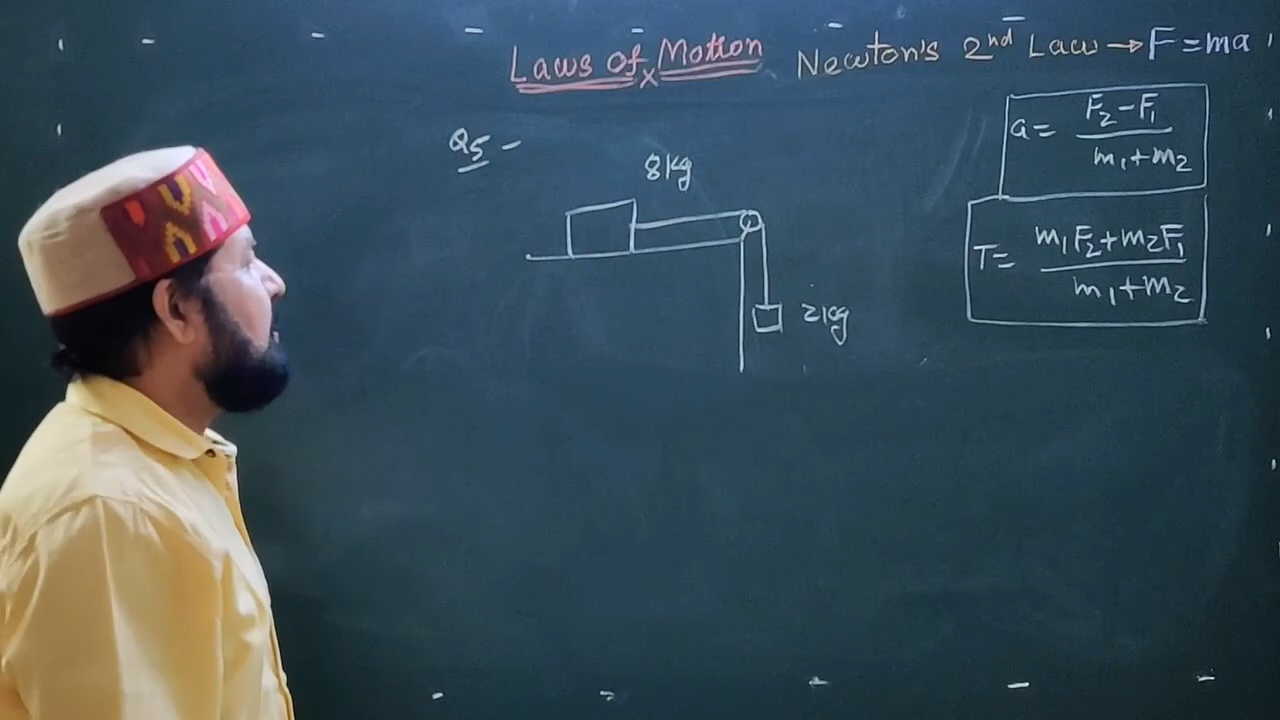 Laws of Motion Newton's 2nd Law → F = ma
Q5 -
8kg
2kg
a = F2 - F1 / m1 + m2
T = m1F2 + m2F1 / m1 + m2